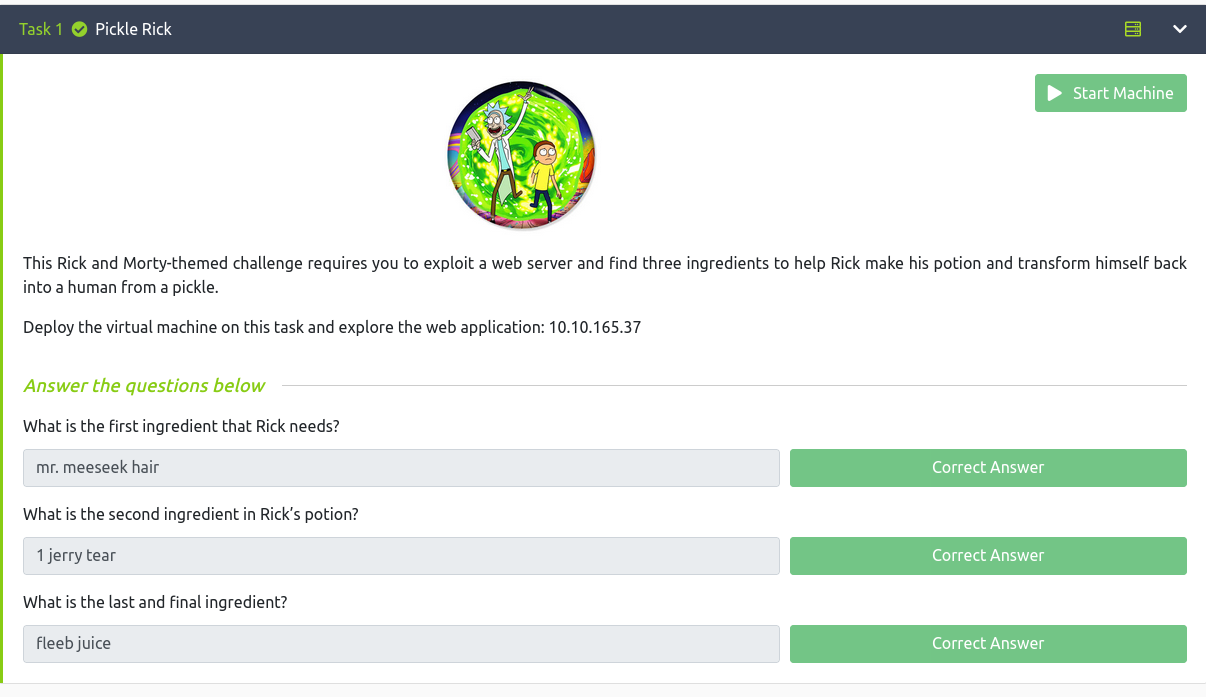 Task 1 Pickle Rick
Start Machine
This Rick and Morty-themed challenge requires you to exploit a web server and find three ingredients to help Rick make his potion and transform himself back
into a human from a pickle.
Deploy the virtual machine on this task and explore the web application: 10.10.165.37
Answer the questions below
What is the first ingredient that Rick needs?
mr. meeseek hair
Correct Answer
What is the second ingredient in Rick’s potion?
1 jerry tear
Correct Answer
What is the last and final ingredient?
fleeb juice
Correct Answer